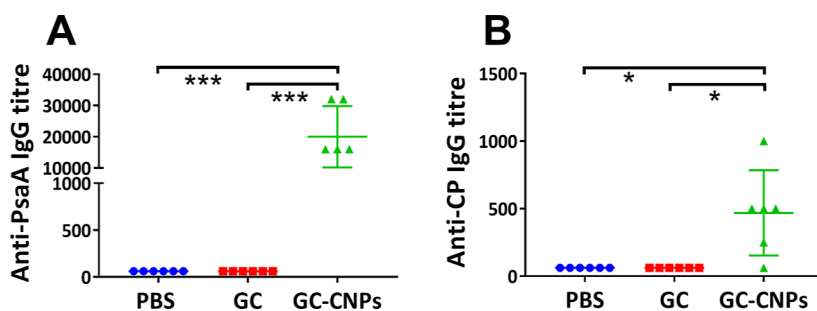 A
Anti-PsaA IgG titre
40000
30000
20000
10000
1000
500
0
***
***
PBS
GC
GC-CNPs
B
Anti-CP IgG titre
1500
1000
500
0
*
*
PBS
GC
GC-CNPs